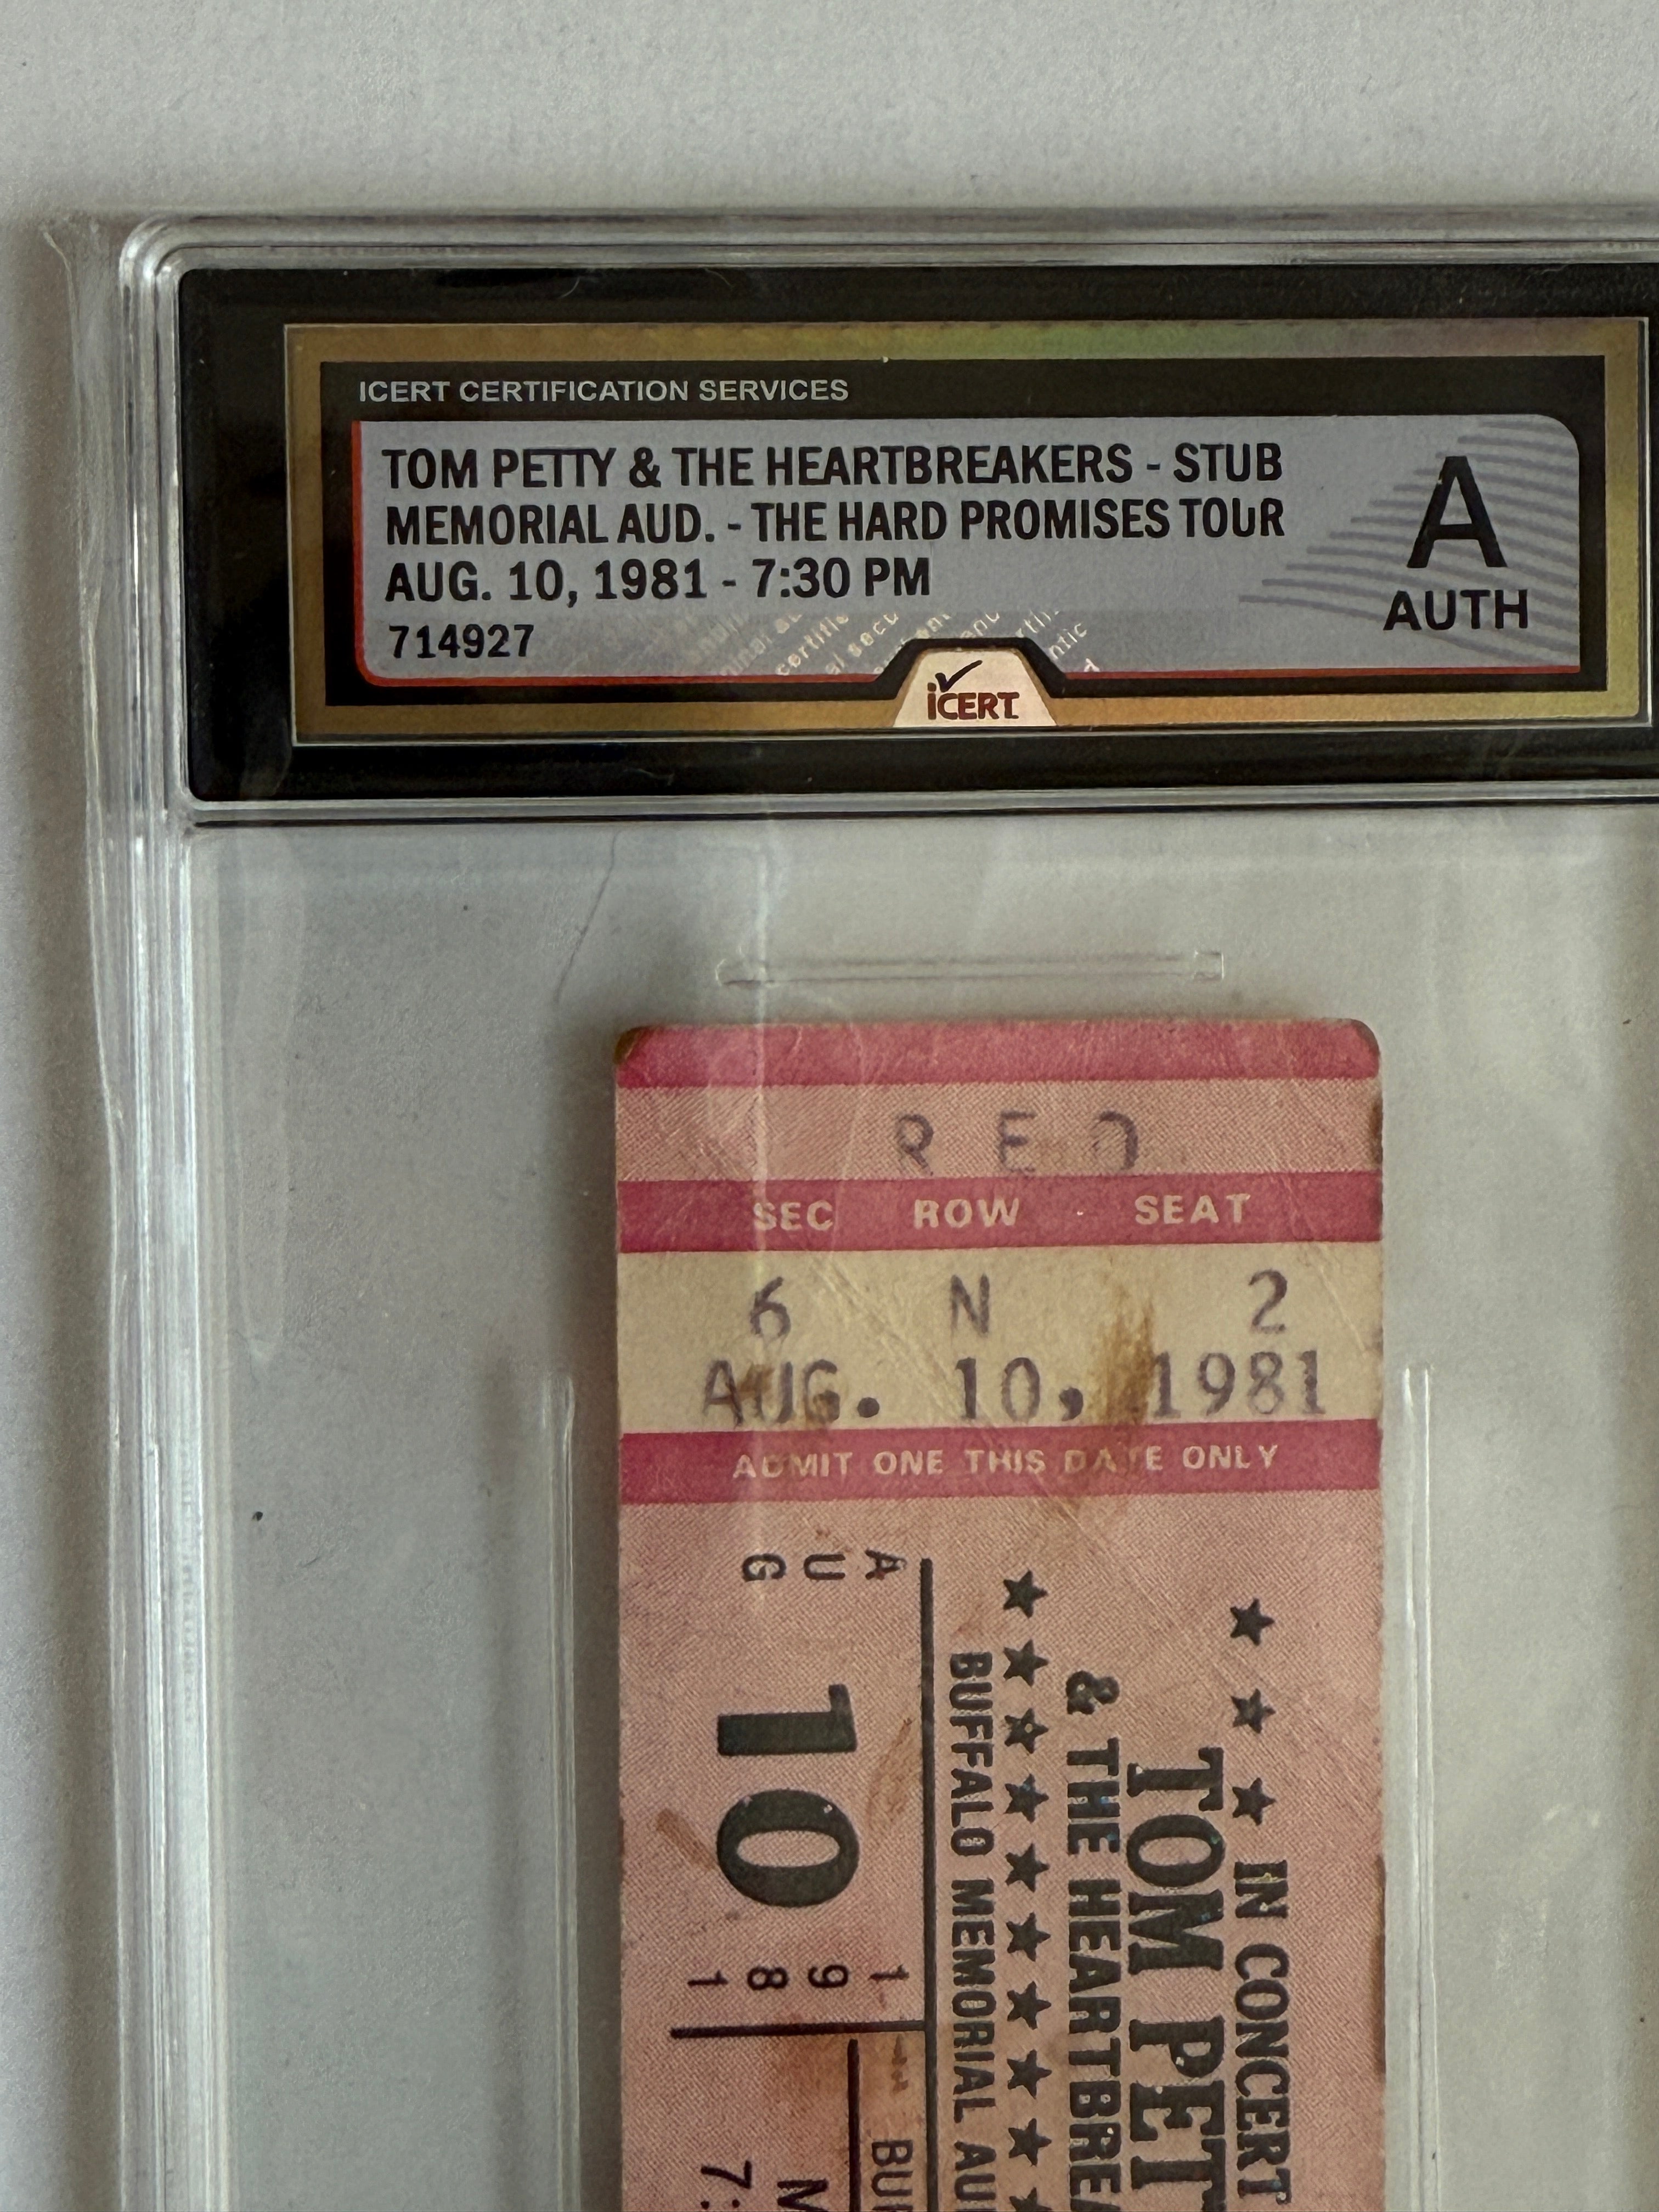 ICERT CERTIFICATION SERVICES
TOM PETTY & THE HEARTBREAKERS - STUB
MEMORIAL AUD. - THE HARD PROMISES TOUR
AUG. 10, 1981 - 7:30 PM
714927
A
AUTH
iCERT
RED
SEC ROW SEAT
6 N 2
AUG. 10, 1981
ADMIT ONE THIS DATE ONLY
★ ★ ★ IN CONCERT
TOM PET
& THE HEARTBREA
★★★★★★★★★★
BUFFALO MEMORIAL AU
AUG
10
1981
BU
M
7: